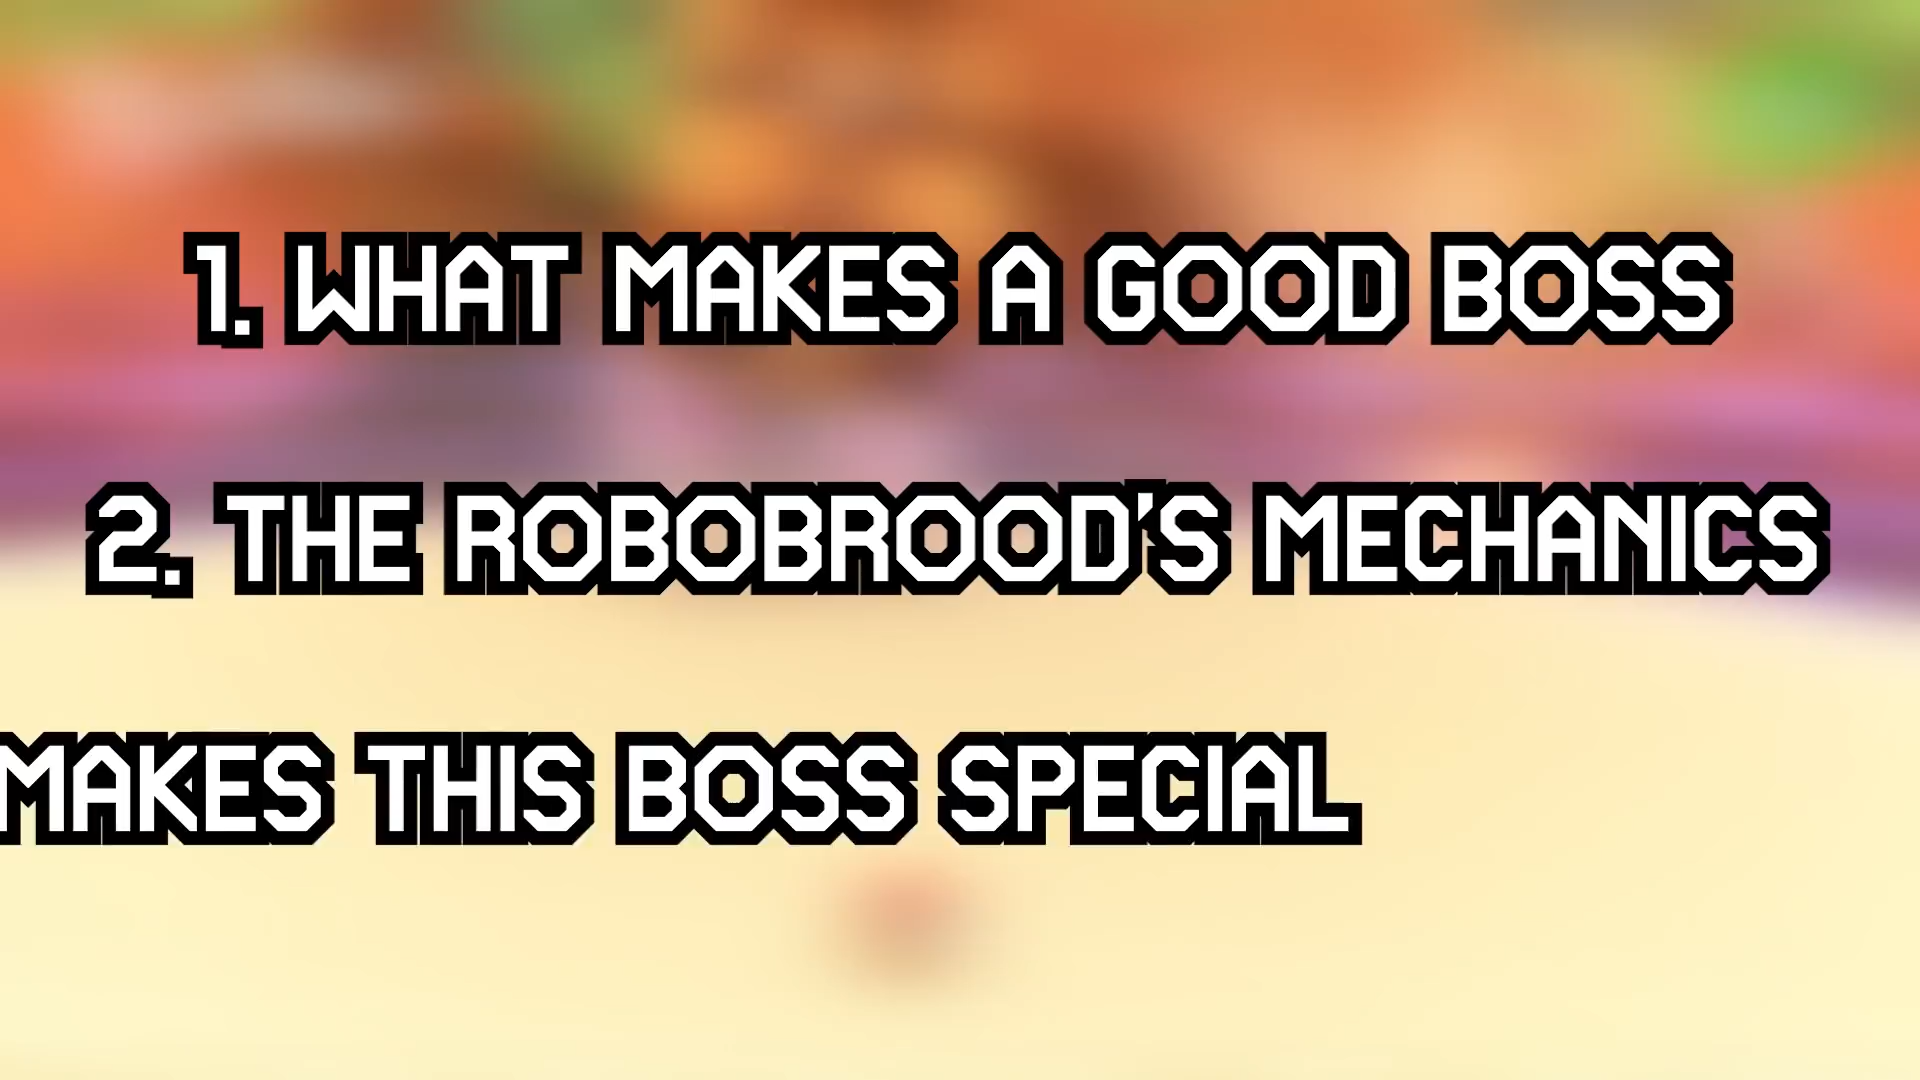 1. WHAT MAKES A GOOD BOSS
2. THE ROBOBROOD'S MECHANICS
MAKES THIS BOSS SPECIAL